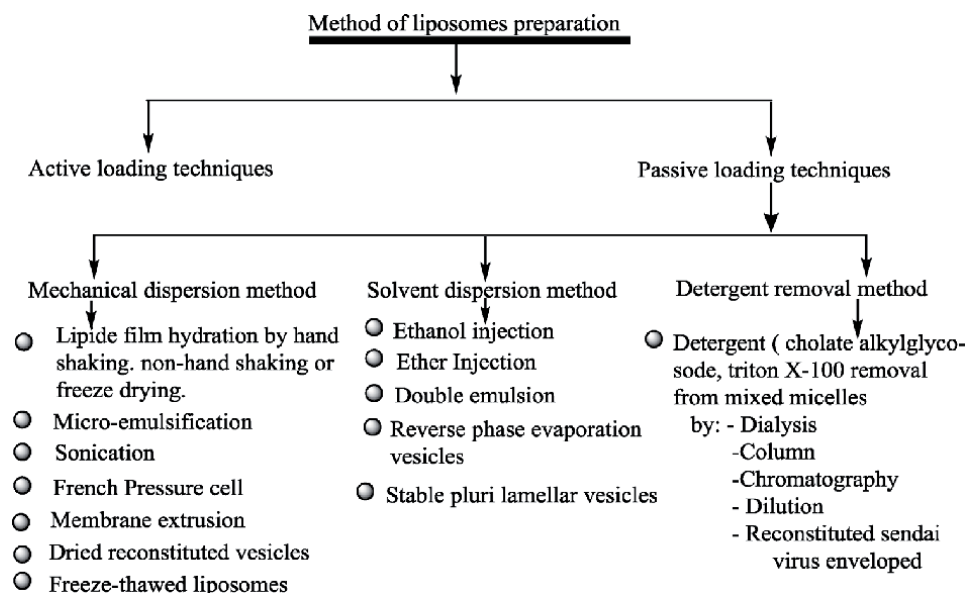 Method of liposomes preparation
Active loading techniques
Passive loading techniques
Mechanical dispersion method
Lipide film hydration by hand
shaking. non-hand shaking or
freeze drying.
Micro-emulsification
Sonication
French Pressure cell
Membrane extrusion
Dried reconstituted vesicles
Freeze-thawed liposomes
Solvent dispersion method
Ethanol injection
Ether Injection
Double emulsion
Reverse phase evaporation
vesicles
Stable pluri lamellar vesicles
Detergent removal method
Detergent ( cholate alkylglyco-
sode, triton X-100 removal
from mixed micelles
by: - Dialysis
-Column
-Chromatography
- Dilution
- Reconstituted sendai
virus enveloped